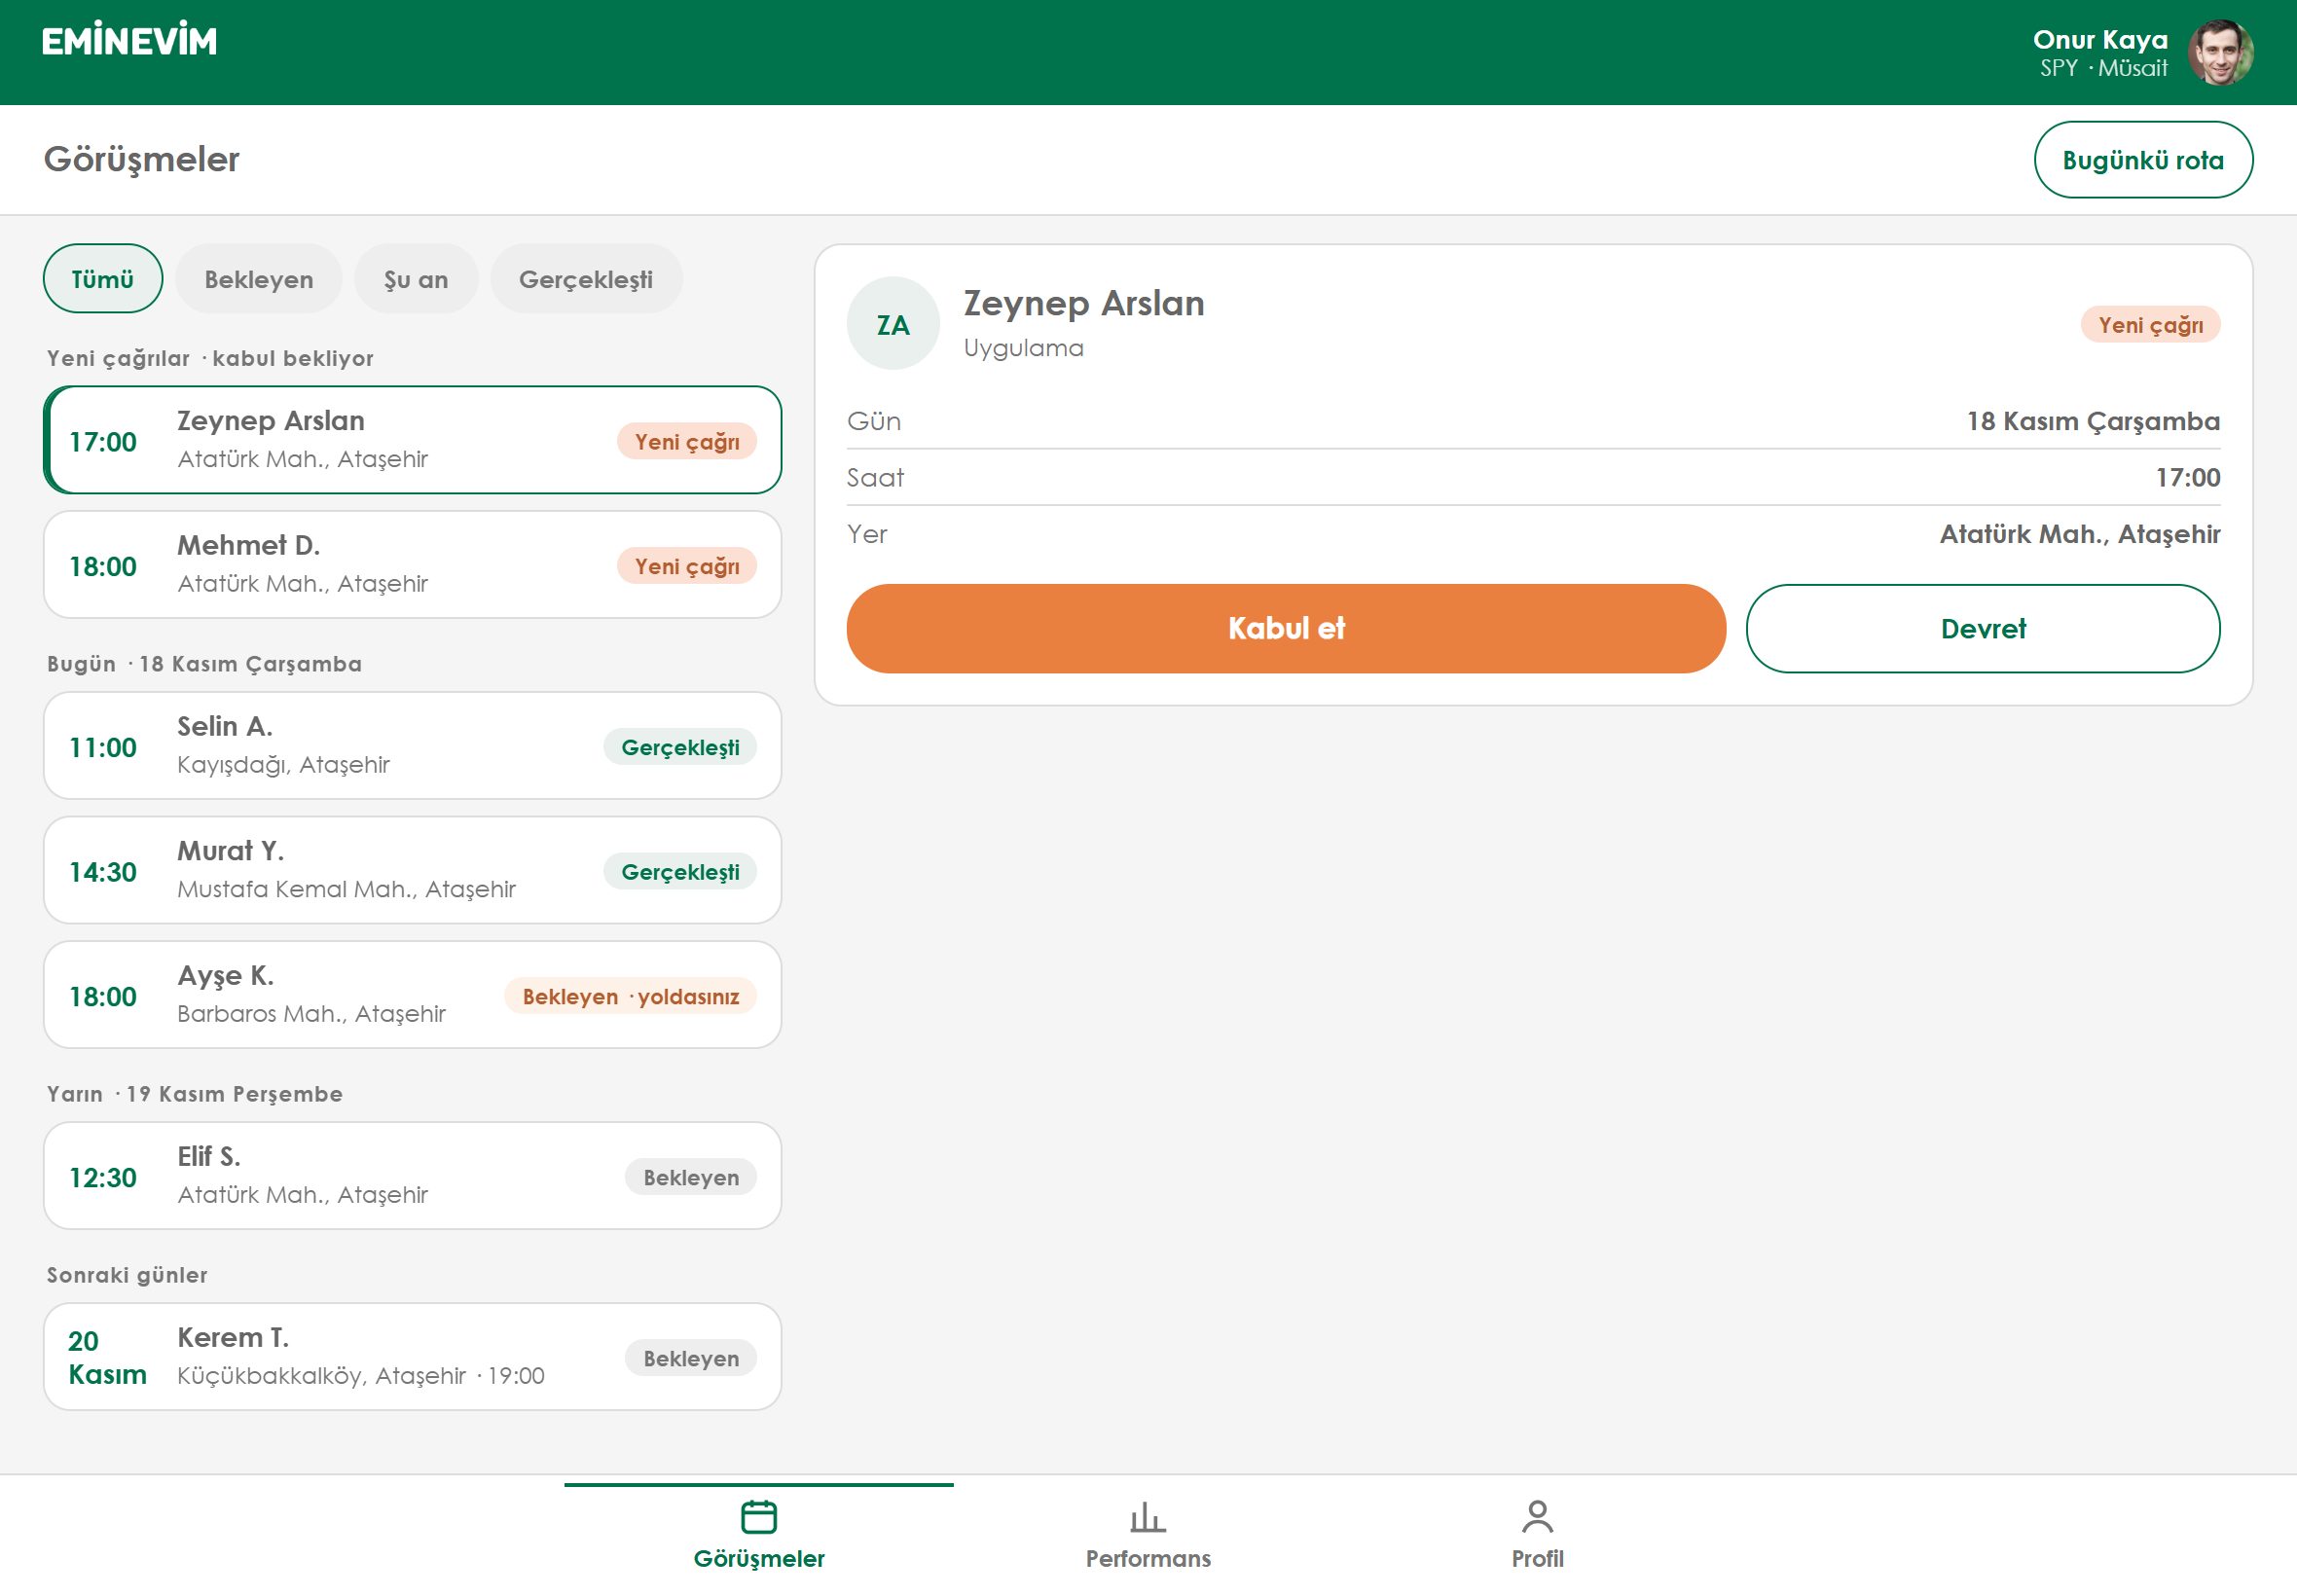 EMİNEVİM
Onur Kaya
SPY · Müsait
Görüşmeler
Bugünkü rota
Tümü
Bekleyen
Şu an
Gerçekleşti
Yeni çağrılar · kabul bekliyor
17:00
Zeynep Arslan
Atatürk Mah., Ataşehir
Yeni çağrı
18:00
Mehmet D.
Atatürk Mah., Ataşehir
Yeni çağrı
Bugün · 18 Kasım Çarşamba
11:00
Selin A.
Kayışdağı, Ataşehir
Gerçekleşti
14:30
Murat Y.
Mustafa Kemal Mah., Ataşehir
Gerçekleşti
18:00
Ayşe K.
Barbaros Mah., Ataşehir
Bekleyen · yoldasınız
Yarın · 19 Kasım Perşembe
12:30
Elif S.
Atatürk Mah., Ataşehir
Bekleyen
Sonraki günler
20
Kasım
Kerem T.
Küçükbakkalköy, Ataşehir · 19:00
Bekleyen
ZA
Zeynep Arslan
Uygulama
Yeni çağrı
Gün
18 Kasım Çarşamba
Saat
17:00
Yer
Atatürk Mah., Ataşehir
Kabul et
Devret
Görüşmeler
Performans
Profil